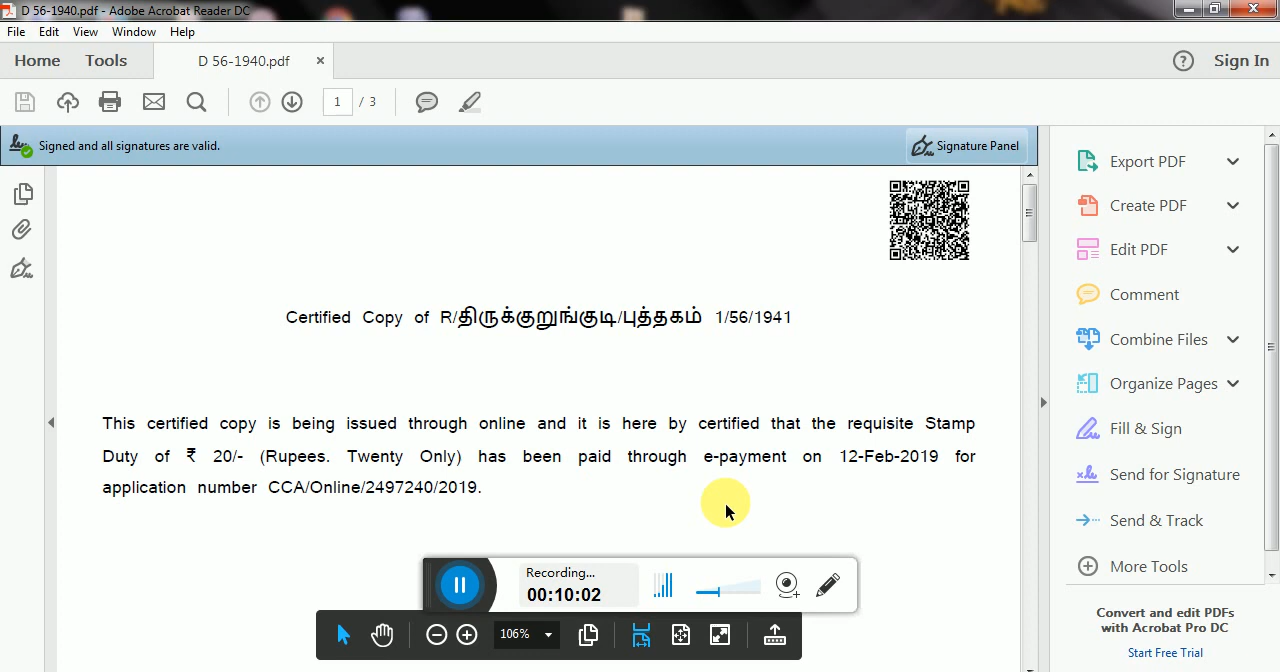 D 56-1940.pdf - Adobe Acrobat Reader DC
File Edit View Window Help
Home Tools D 56-1940.pdf × ? Sign In
1 / 3
Signed and all signatures are valid.
Signature Panel
Certified Copy of R/திருக்குறுங்குடி/புத்தகம் 1/56/1941
This certified copy is being issued through online and it is here by certified that the requisite Stamp
Duty of ₹ 20/- (Rupees. Twenty Only) has been paid through e-payment on 12-Feb-2019 for
application number CCA/Online/2497240/2019.
Recording...
00:10:02
106%
Export PDF
Create PDF
Edit PDF
Comment
Combine Files
Organize Pages
Fill & Sign
Send for Signature
Send & Track
More Tools
Convert and edit PDFs
with Acrobat Pro DC
Start Free Trial